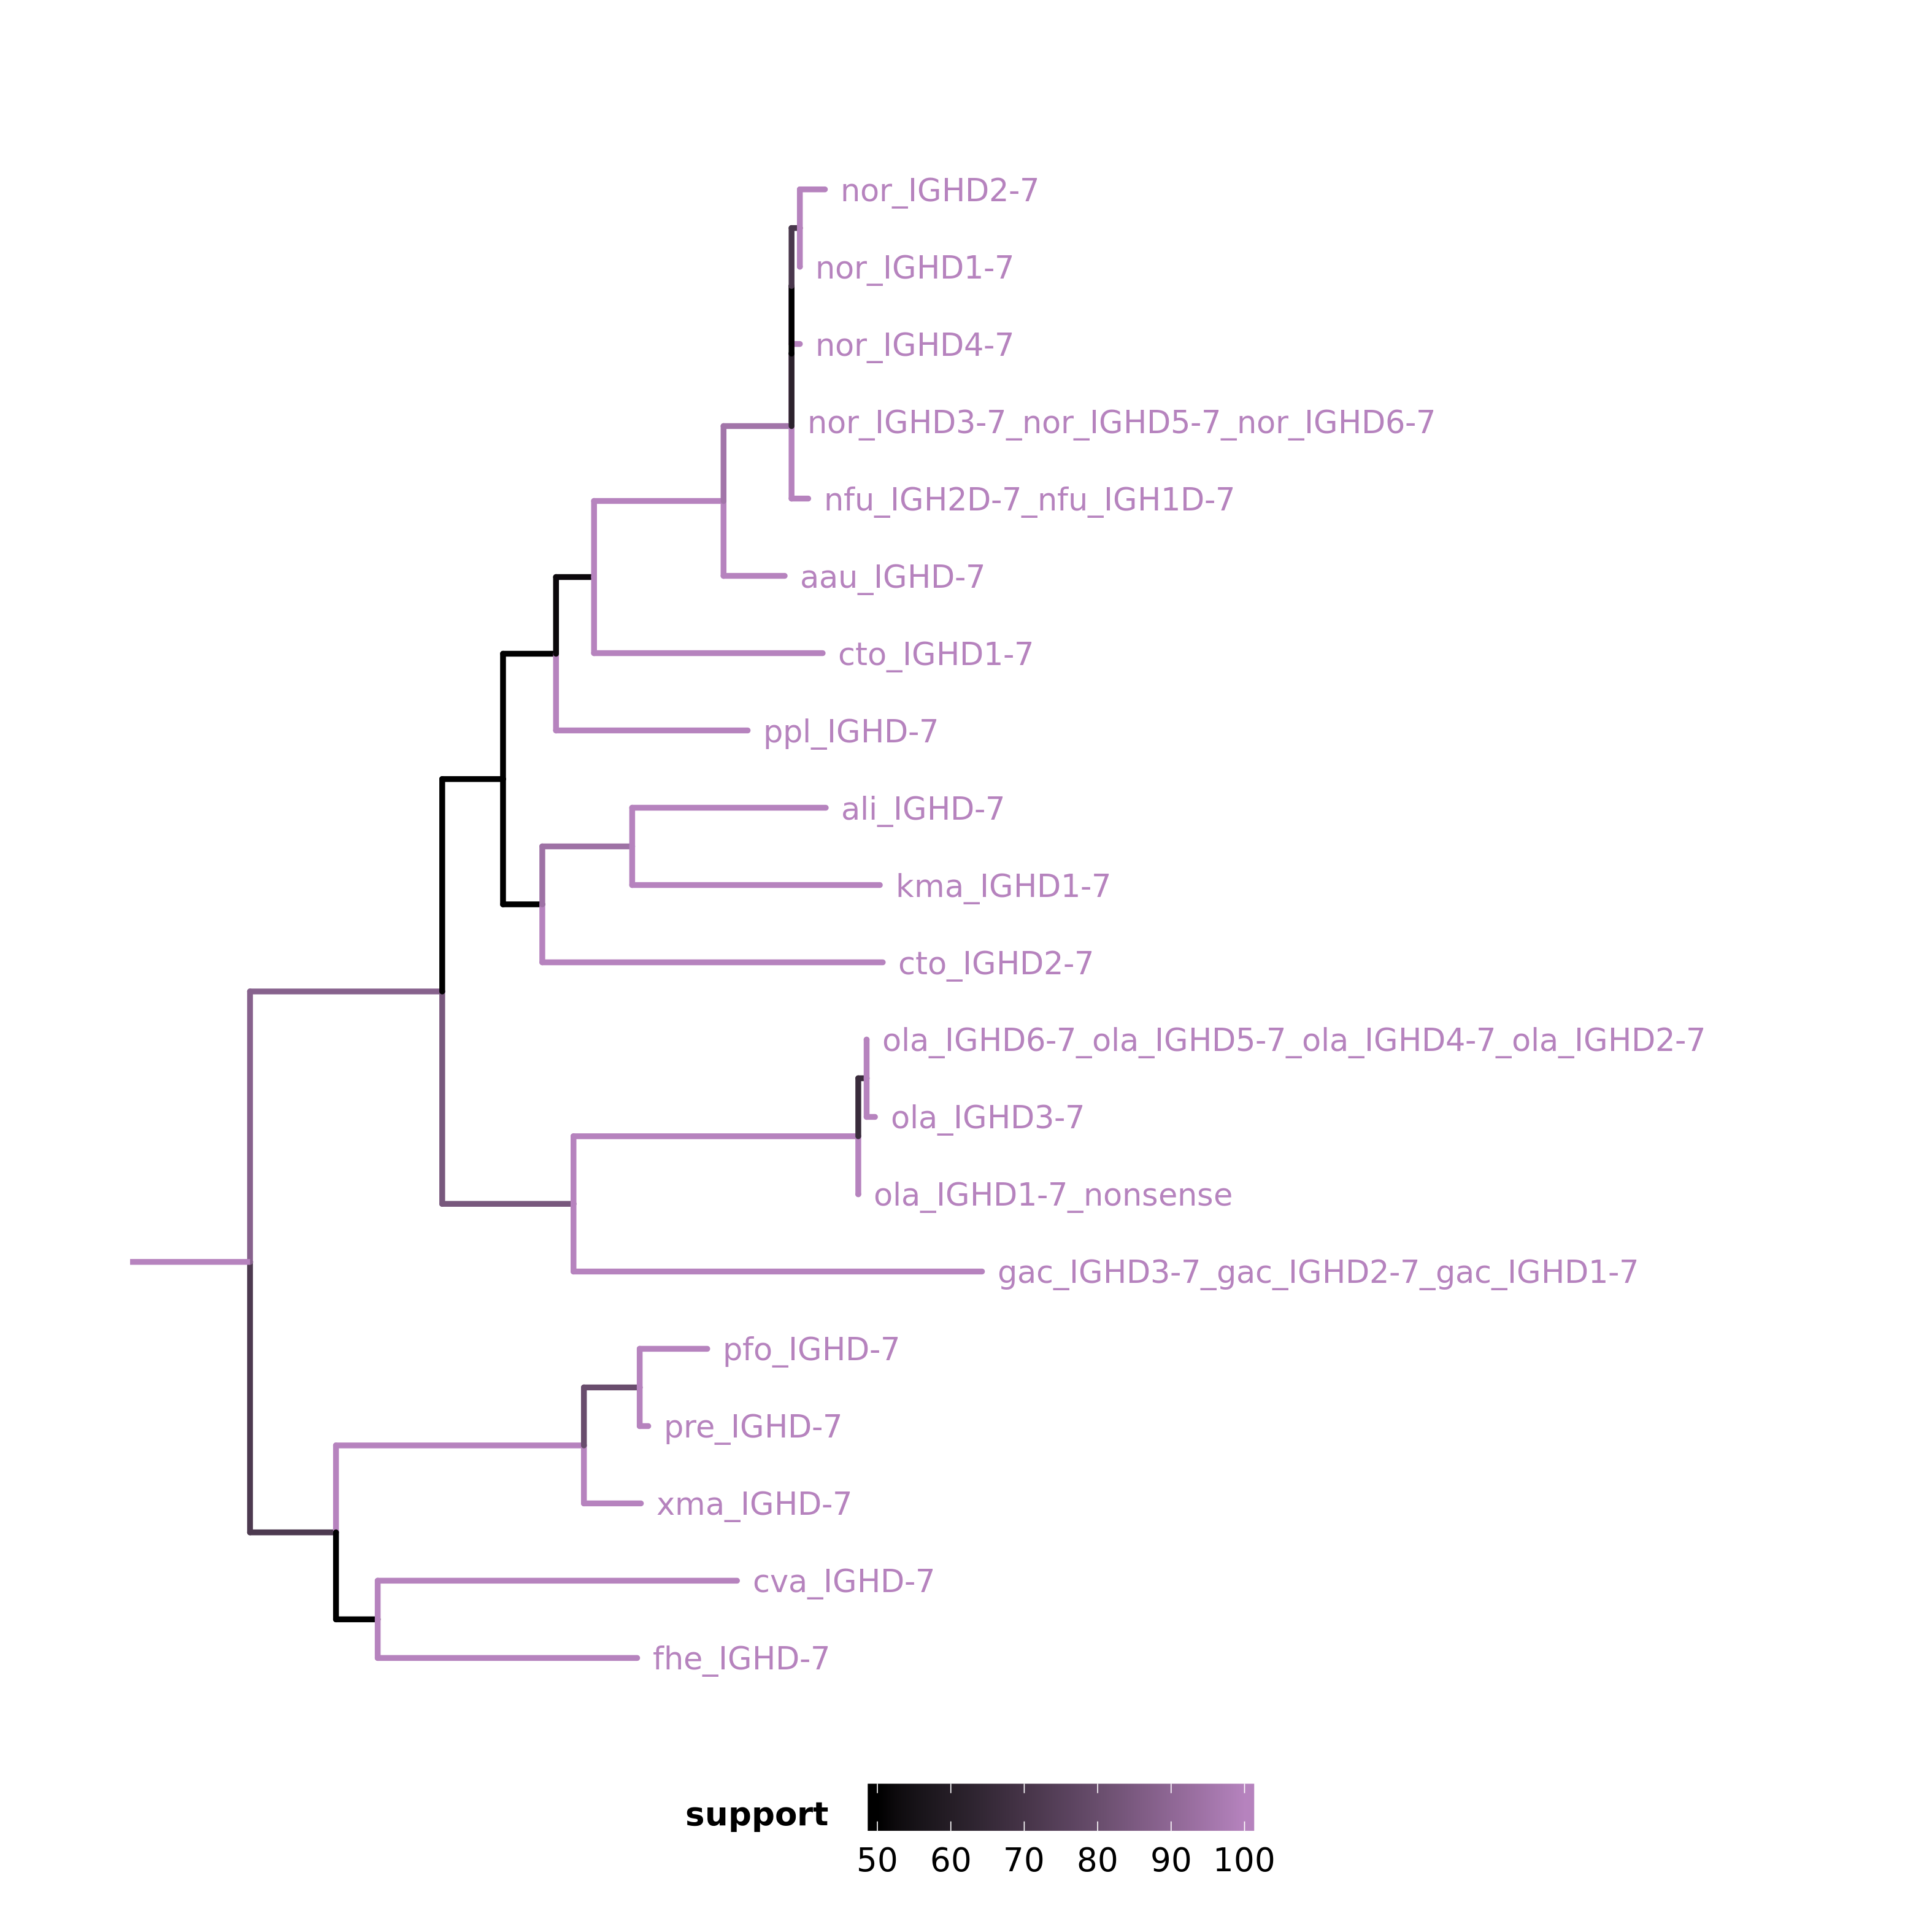 nor_IGHD2-7
nor_IGHD1-7
nor_IGHD4-7
nor_IGHD3-7_nor_IGHD5-7_nor_IGHD6-7
nfu_IGH2D-7_nfu_IGH1D-7
aau_IGHD-7
cto_IGHD1-7
ppl_IGHD-7
ali_IGHD-7
kma_IGHD1-7
cto_IGHD2-7
ola_IGHD6-7_ola_IGHD5-7_ola_IGHD4-7_ola_IGHD2-7
ola_IGHD3-7
ola_IGHD1-7_nonsense
gac_IGHD3-7_gac_IGHD2-7_gac_IGHD1-7
pfo_IGHD-7
pre_IGHD-7
xma_IGHD-7
cva_IGHD-7
fhe_IGHD-7
support
50 60 70 80 90 100